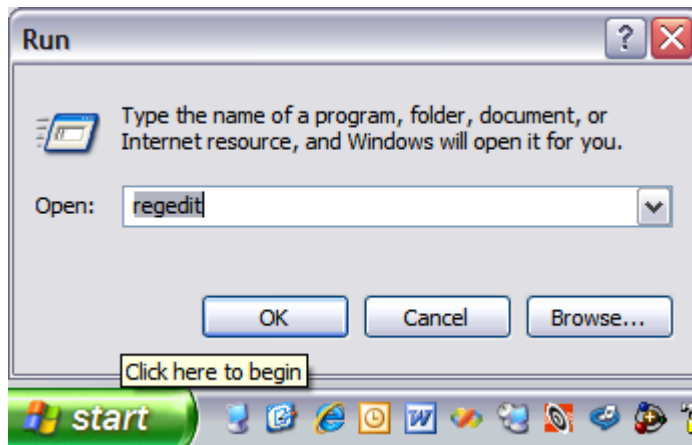 Run
Type the name of a program, folder, document, or
Internet resource, and Windows will open it for you.
Open: regedit
OK Cancel Browse...
Click here to begin
start